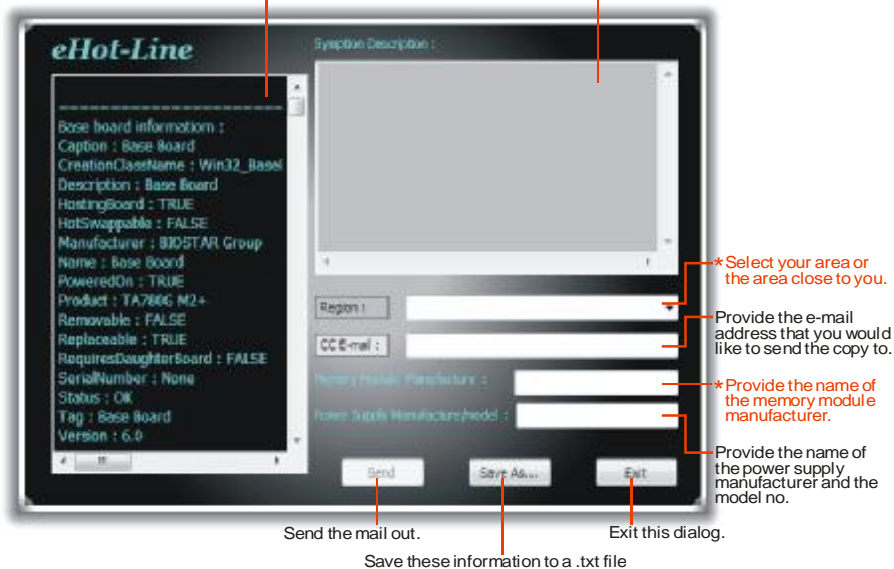 eHot-Line
Base board informatiorn :
Caption : Base Board
CreationClassName : Win32_Basel
Description : Base Board
HostingBoard : TRUE
HotSwappable : FALSE
Manufacturer : BIOSTAR Group
Name : Base Board
PoweredOn : TRUE
Product : TA780G M2+
Removable : FALSE
Replaceable : TRUE
RequiresDaughterBoard : FALSE
SerialNumber : None
Status : OK
Tag : Base Board
Version : 6.0
Symption Description :
Region :
CC E-mail :
Memory Module Manufacture :
Power Supply Manufacture/model :
Send
Save As...
Exit
*Select your area or
the area close to you.
Provide the e-mail
address that you would
like to send the copy to.
*Provide the name of
the memory module
manufacturer.
Provide the name of
the power supply
manufacturer and the
model no.
Send the mail out.
Exit this dialog.
Save these information to a .txt file